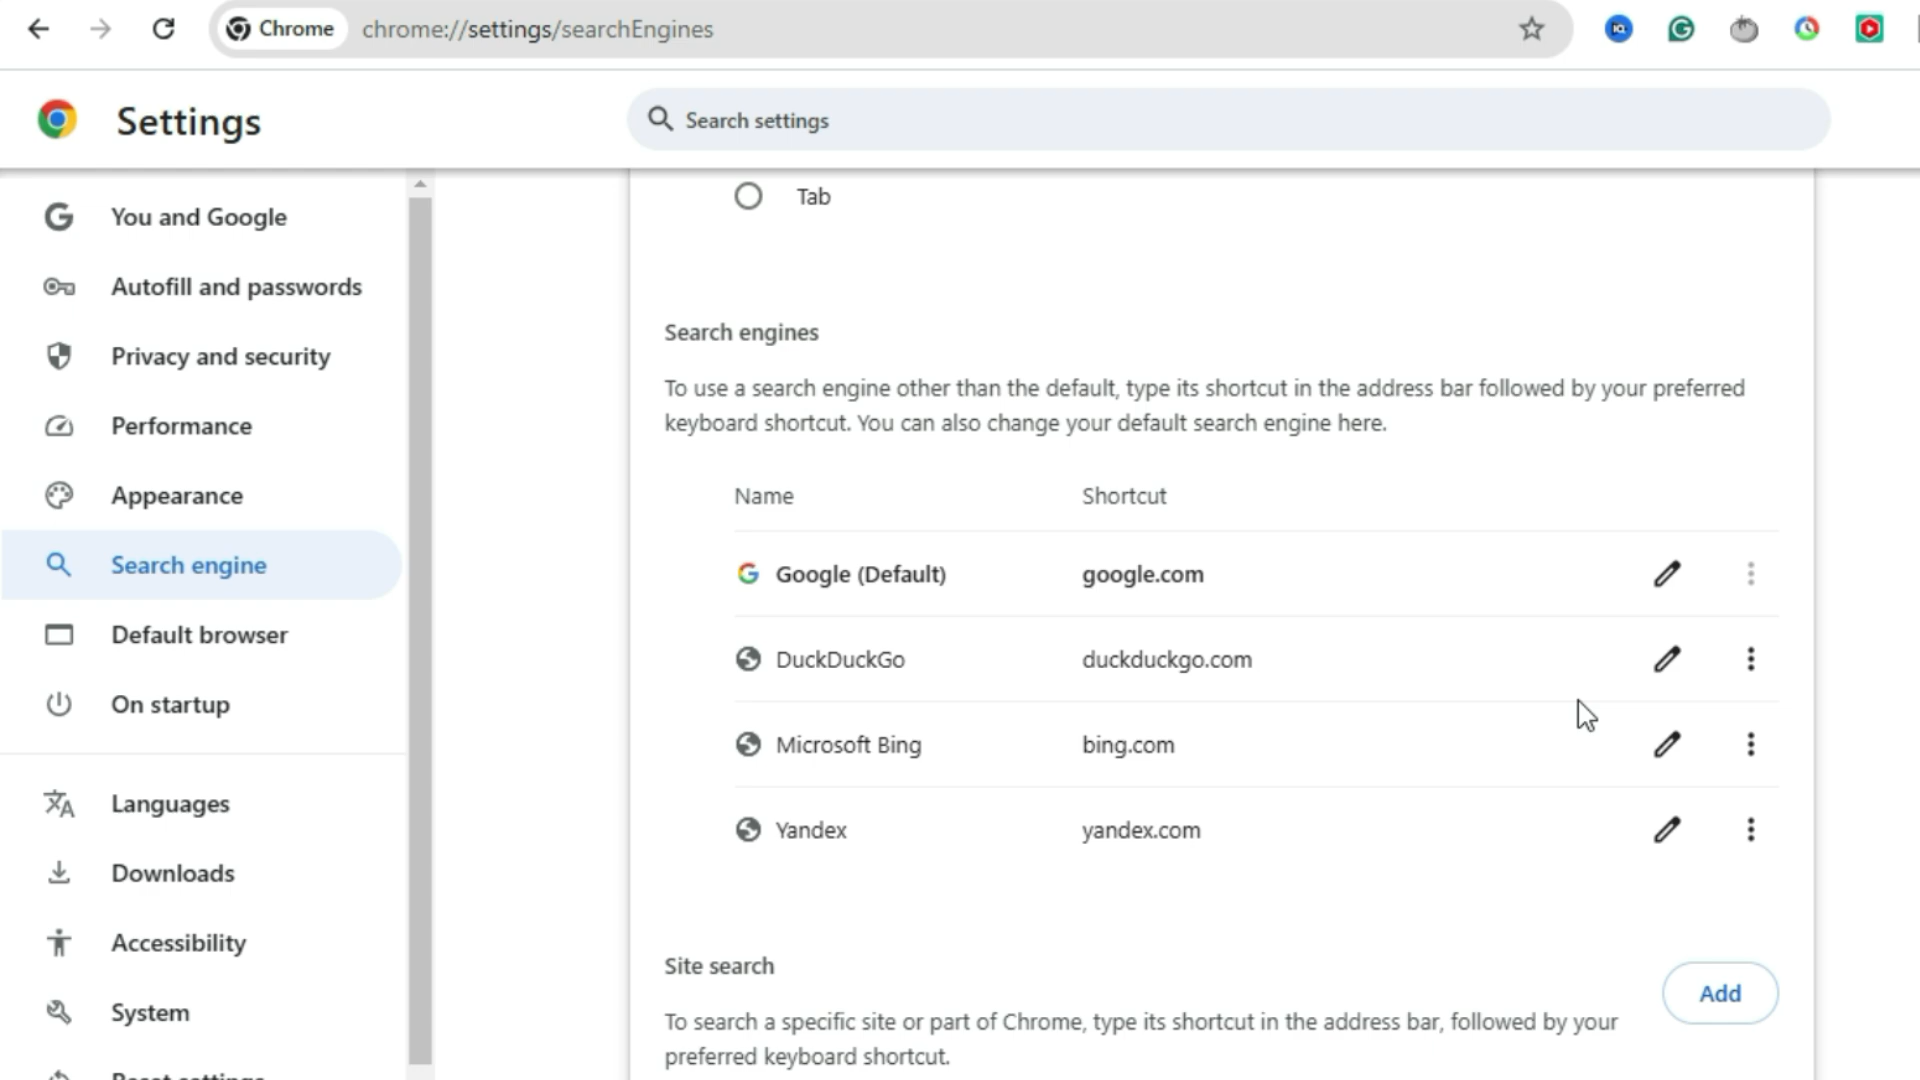 Chrome
chrome://settings/searchEngines
Settings
Search settings
You and Google
Autofill and passwords
Privacy and security
Performance
Appearance
Search engine
Default browser
On startup
Languages
Downloads
Accessibility
System
Reset settings
Tab
Search engines
To use a search engine other than the default, type its shortcut in the address bar followed by your preferred
keyboard shortcut. You can also change your default search engine here.
Name Shortcut
Google (Default) google.com
DuckDuckGo duckduckgo.com
Microsoft Bing bing.com
Yandex yandex.com
Site search
Add
To search a specific site or part of Chrome, type its shortcut in the address bar, followed by your
preferred keyboard shortcut.